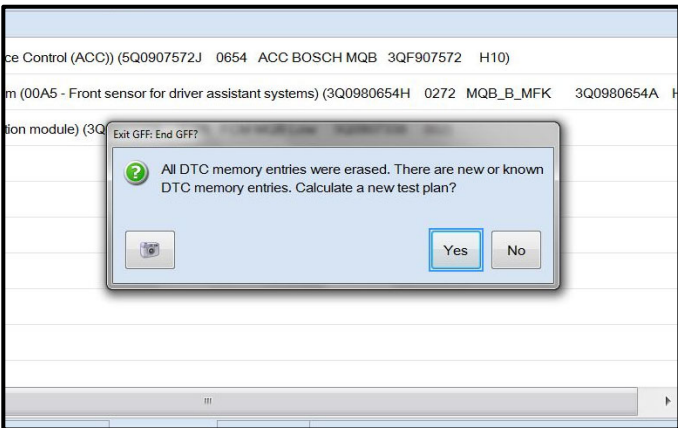 ce Control (ACC)) (5Q0907572J 0654 ACC BOSCH MQB 3QF907572 H10)
m (00A5 - Front sensor for driver assistant systems) (3Q0980654H 0272 MQB_B_MFK 3Q0980654A H
tion module) (3Q
Exit GFF: End GFF?
All DTC memory entries were erased. There are new or known
DTC memory entries. Calculate a new test plan?
Yes No